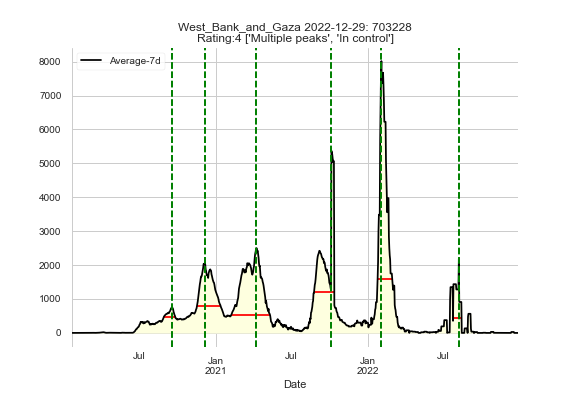 West_Bank_and_Gaza 2022-12-29: 703228
Rating:4 ['Multiple peaks', 'In control']
Average-7d
8000
7000
6000
5000
4000
3000
2000
1000
0
Jul
Jan
2021
Jul
Jan
2022
Jul
Date